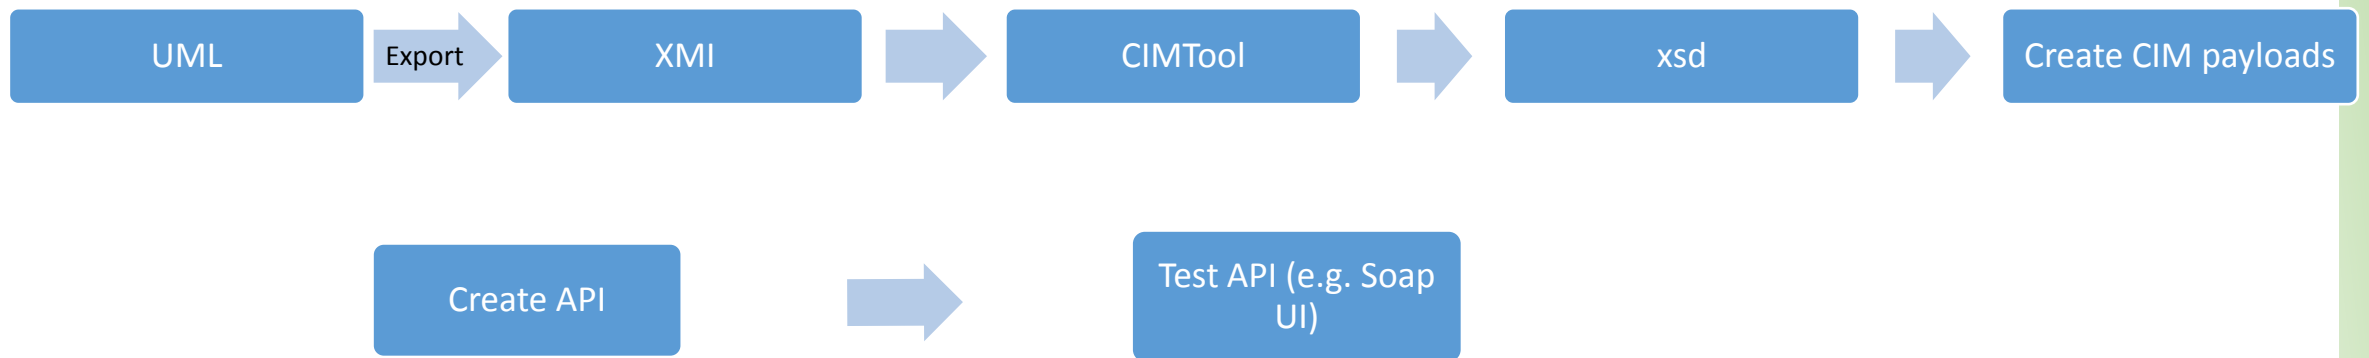 UML
Export
XMI
CIMTool
xsd
Create CIM payloads
Create API
Test API (e.g. Soap
UI)